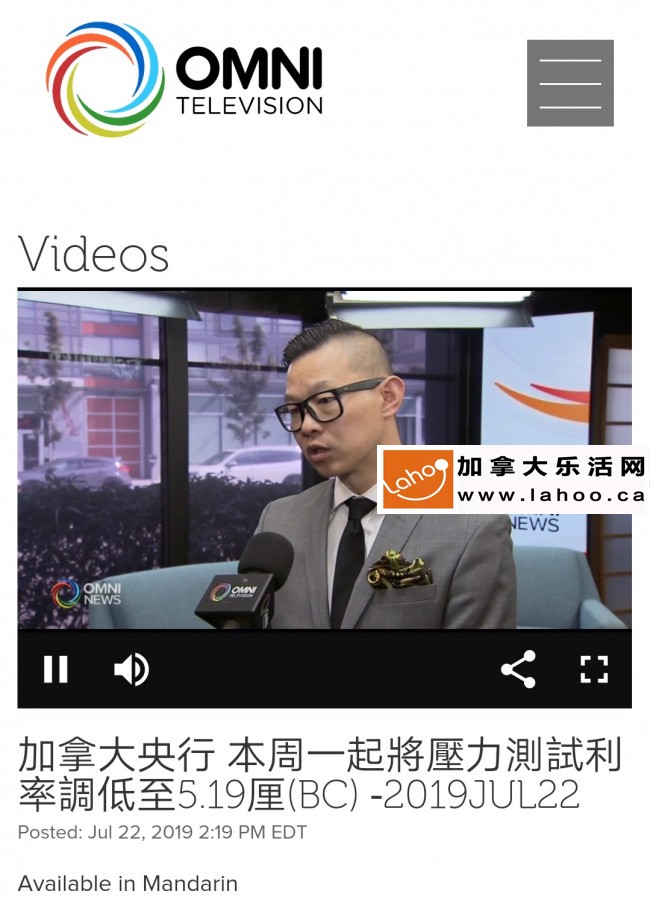 OMNI
TELEVISION
Videos
Lahoo
加拿大乐活网
www.lahoo.ca
NEWS
OMNI
NEWS
OMNI
TELEVISION
加拿大央行 本周一起將壓力測試利
率調低至5.19厘(BC) -2019JUL22
Posted: Jul 22, 2019 2:19 PM EDT
Available in Mandarin